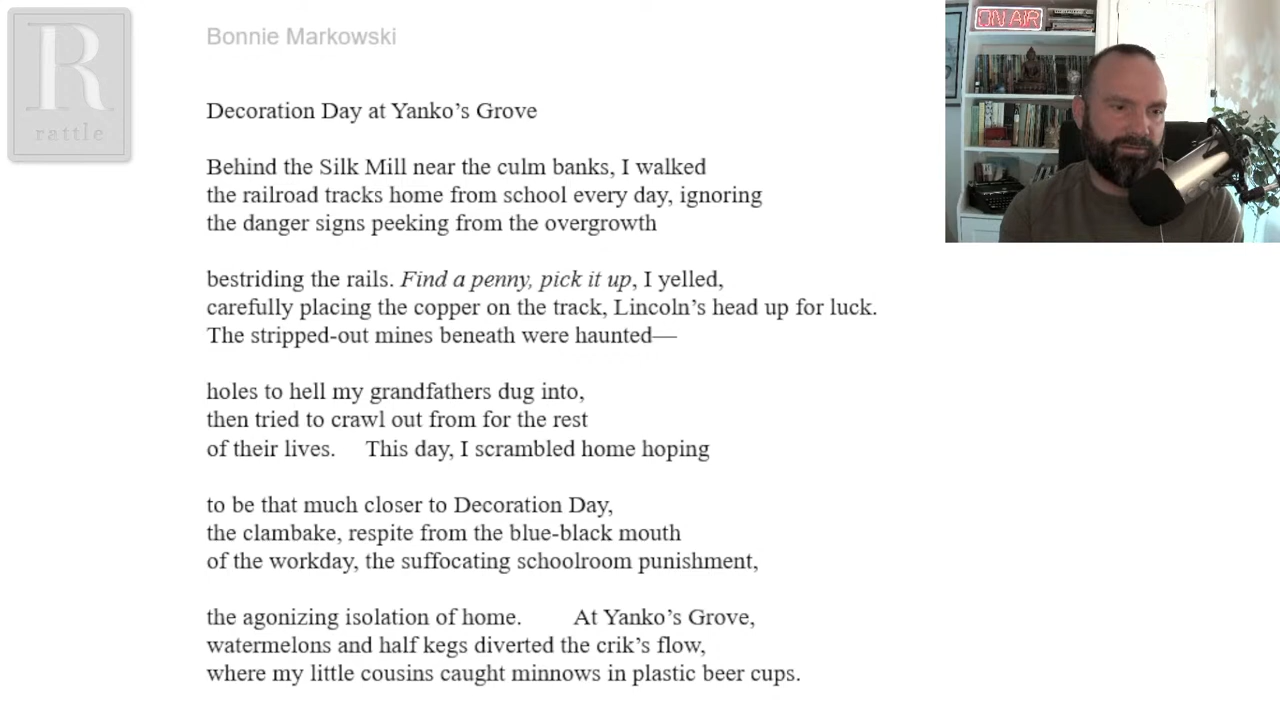 R
rattle
Bonnie Markowski
ON AIR
Decoration Day at Yanko’s Grove
Behind the Silk Mill near the culm banks, I walked
the railroad tracks home from school every day, ignoring
the danger signs peeking from the overgrowth
bestriding the rails. Find a penny, pick it up, I yelled,
carefully placing the copper on the track, Lincoln’s head up for luck.
The stripped-out mines beneath were haunted—
holes to hell my grandfathers dug into,
then tried to crawl out from for the rest
of their lives. This day, I scrambled home hoping
to be that much closer to Decoration Day,
the clambake, respite from the blue-black mouth
of the workday, the suffocating schoolroom punishment,
the agonizing isolation of home. At Yanko’s Grove,
watermelons and half kegs diverted the crik’s flow,
where my little cousins caught minnows in plastic beer cups.